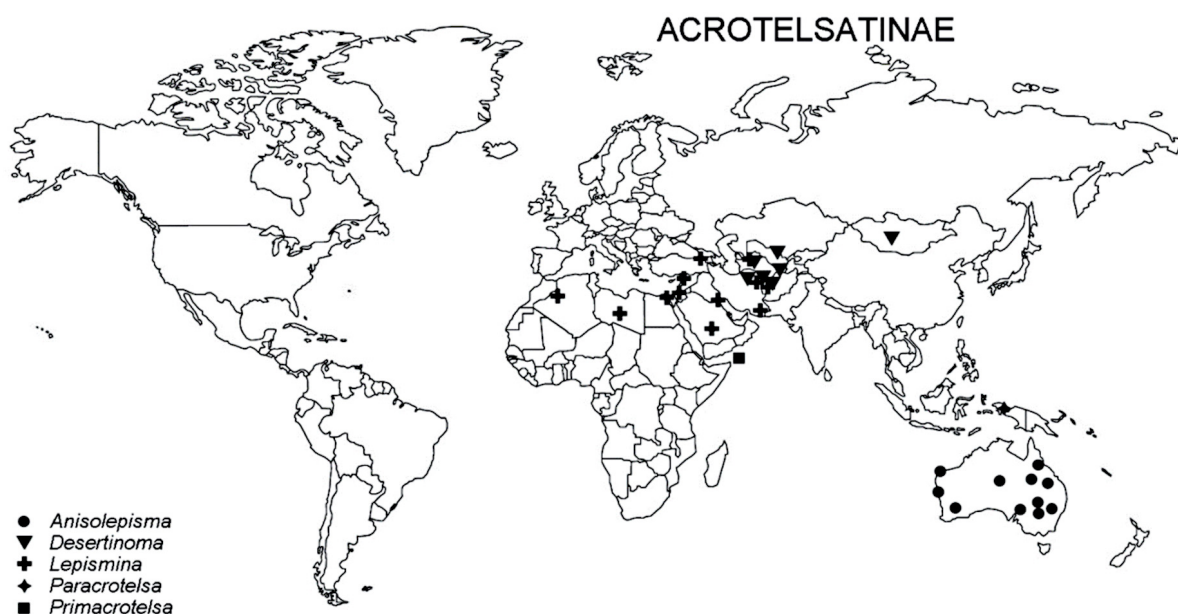 ACROTELSATINAE
Anisolepisma
Desertinoma
Lepismina
Paracrotelsa
Primacrotelsa